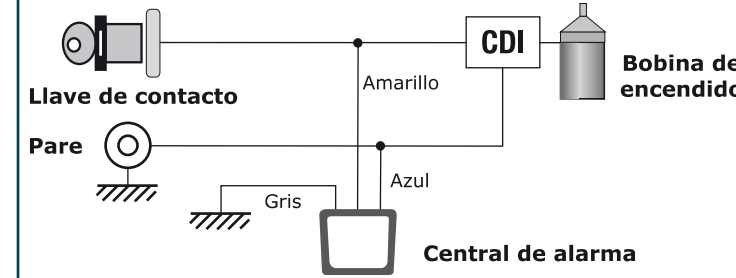 CDI
Bobina de
encendido
Amarillo
Llave de contacto
Pare
Azul
Gris
Central de alarma